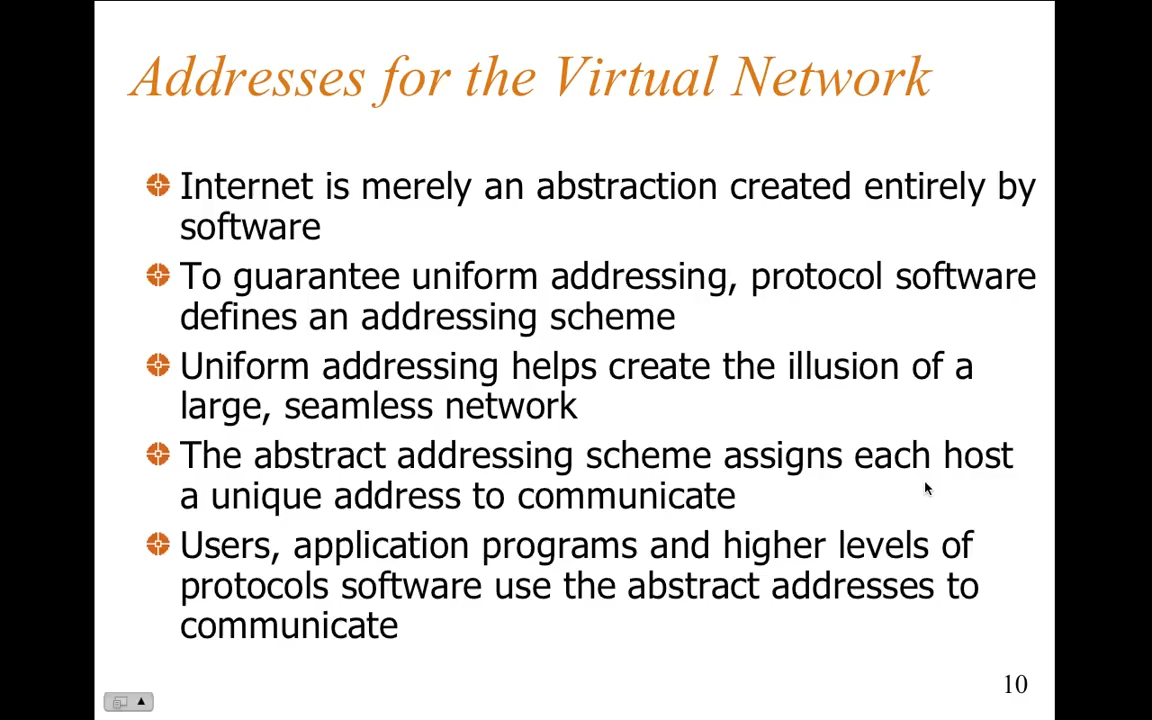 Addresses for the Virtual Network
Internet is merely an abstraction created entirely by
software
To guarantee uniform addressing, protocol software
defines an addressing scheme
Uniform addressing helps create the illusion of a
large, seamless network
The abstract addressing scheme assigns each host
a unique address to communicate
Users, application programs and higher levels of
protocols software use the abstract addresses to
communicate
10